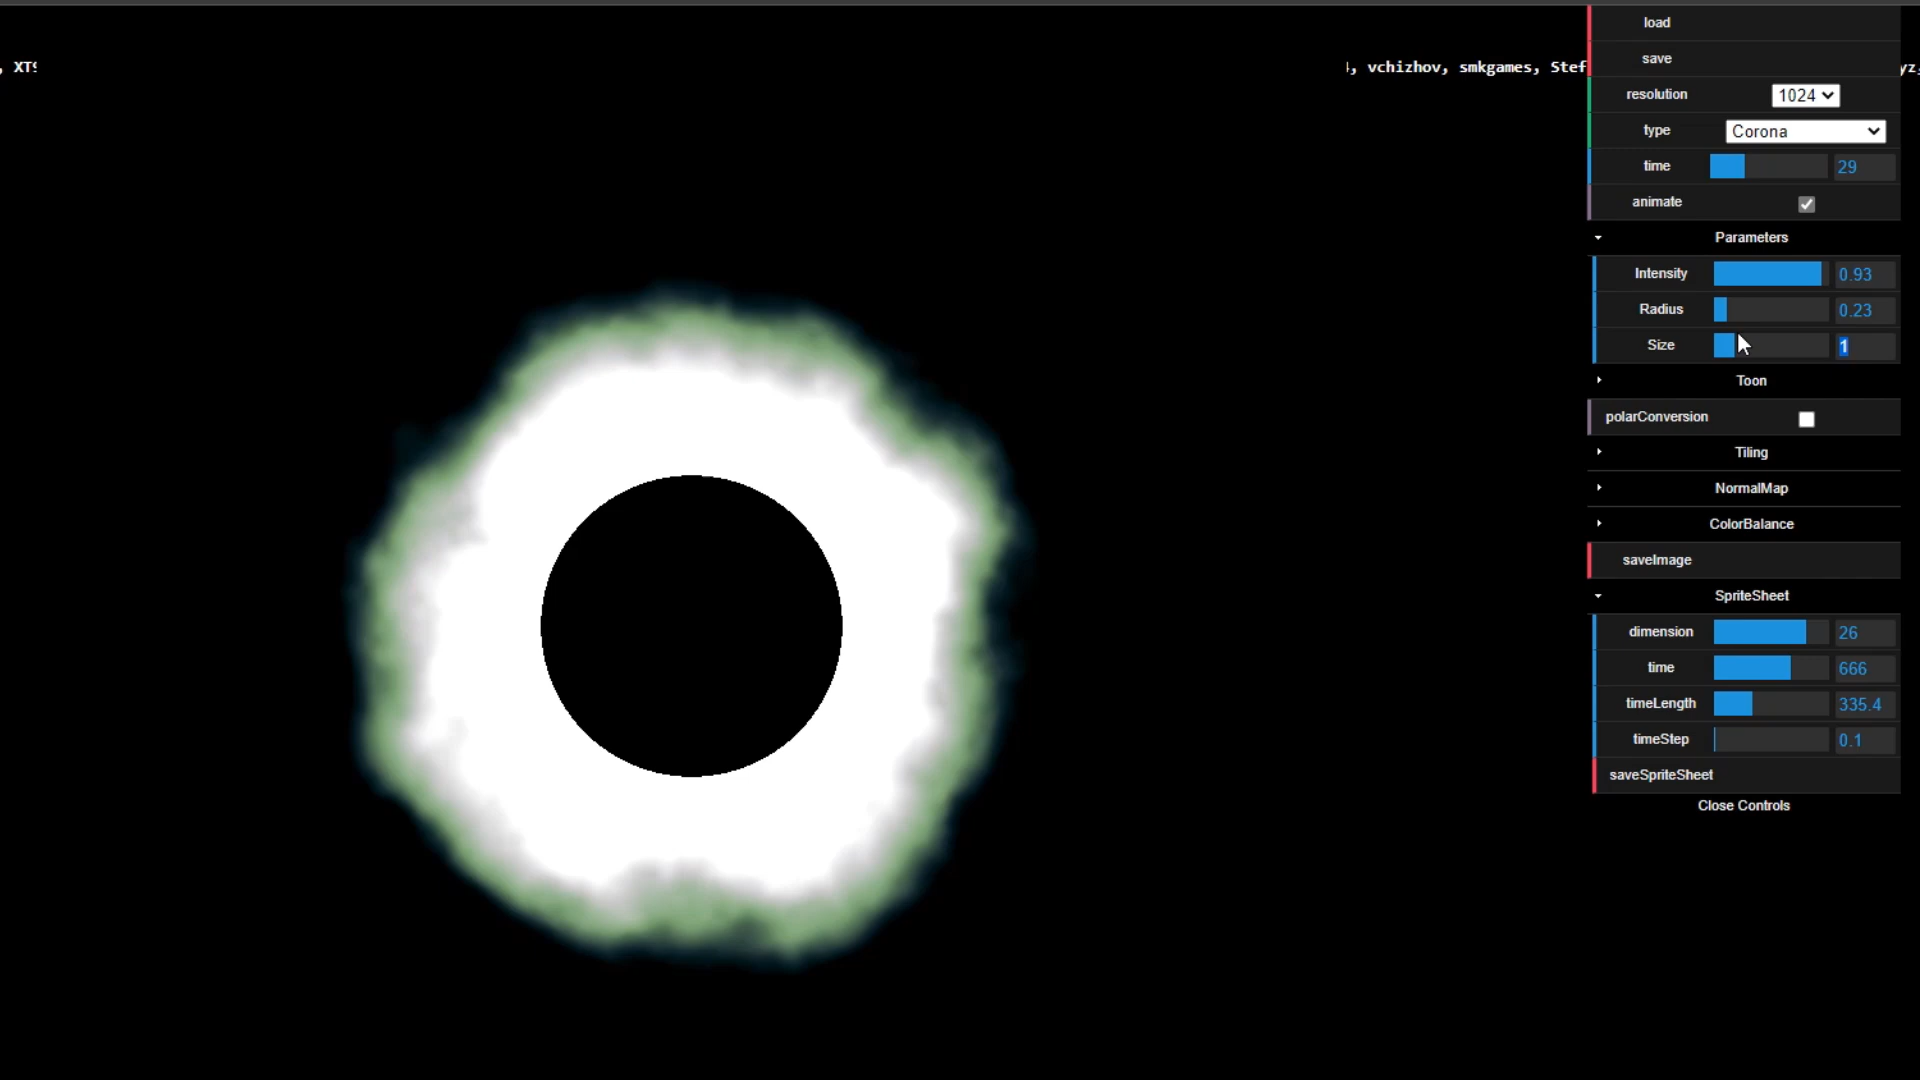 load
save
, XT
, vchizhov, smkgames, Stef
yz,
resolution 1024
type Corona
time 29
animate
Parameters
Intensity 0.93
Radius 0.23
Size 1
Toon
polarConversion
Tiling
NormalMap
ColorBalance
saveImage
SpriteSheet
dimension 26
time 666
timeLength 335.4
timeStep 0.1
saveSpriteSheet
Close Controls